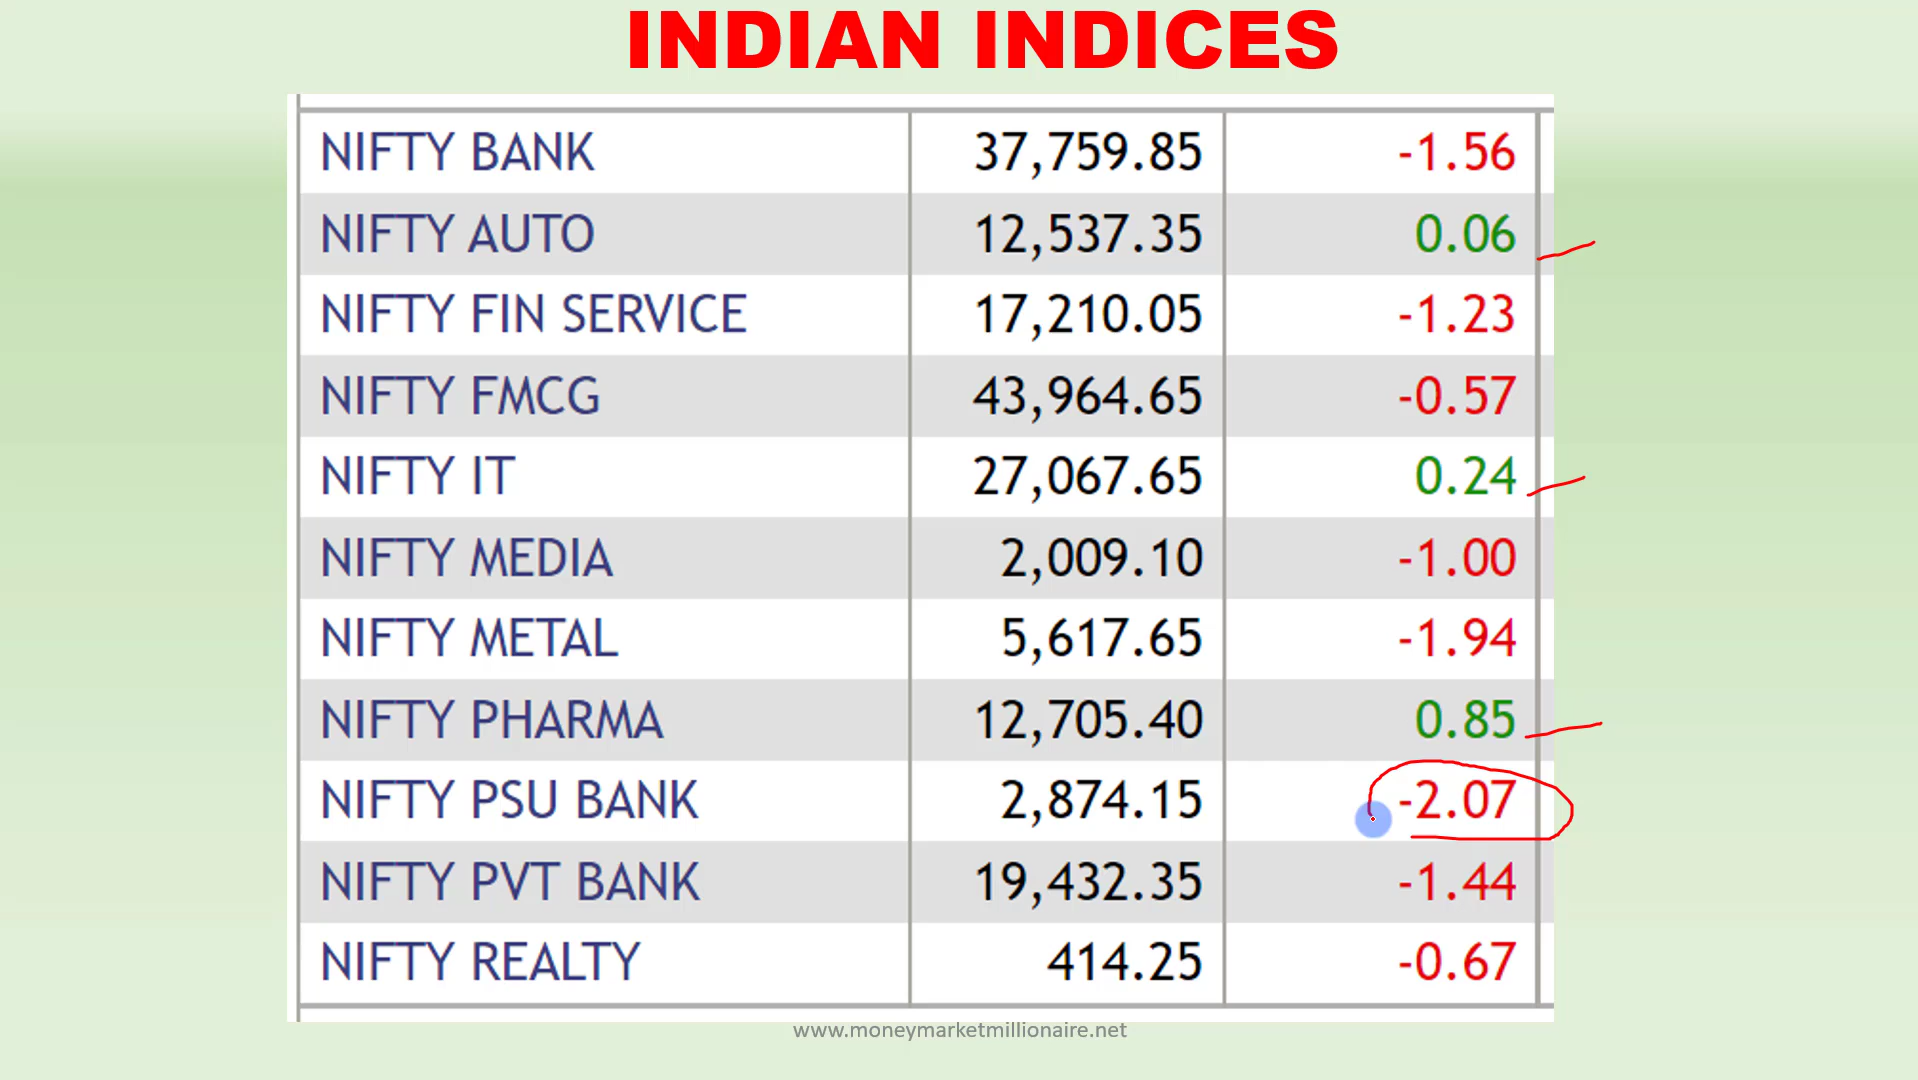 INDIAN INDICES
NIFTY BANK 37,759.85 -1.56
NIFTY AUTO 12,537.35 0.06
NIFTY FIN SERVICE 17,210.05 -1.23
NIFTY FMCG 43,964.65 -0.57
NIFTY IT 27,067.65 0.24
NIFTY MEDIA 2,009.10 -1.00
NIFTY METAL 5,617.65 -1.94
NIFTY PHARMA 12,705.40 0.85
NIFTY PSU BANK 2,874.15 -2.07
NIFTY PVT BANK 19,432.35 -1.44
NIFTY REALTY 414.25 -0.67
www.moneymarketmillionaire.net